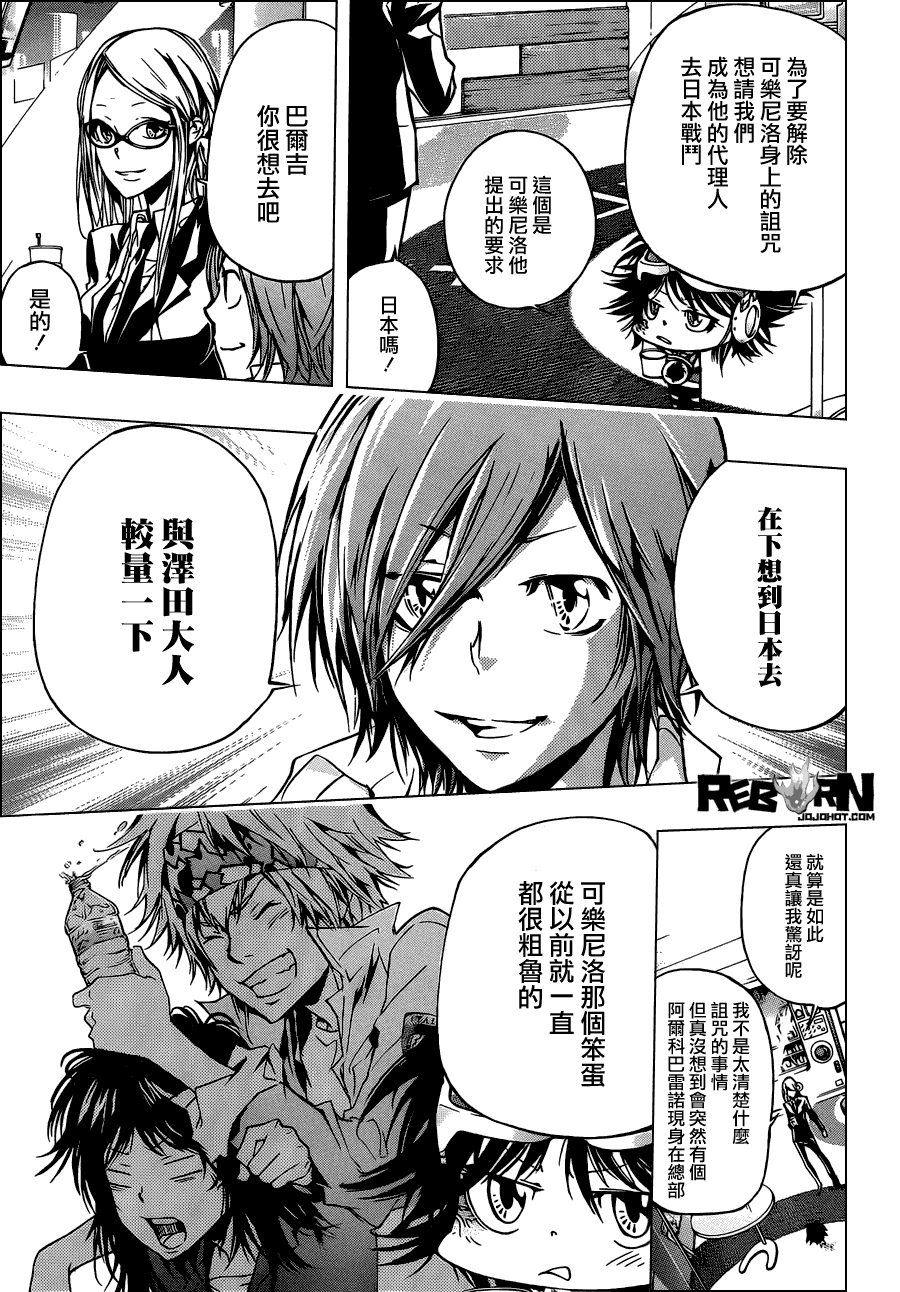 為了要解除
可樂尼洛身上的詛咒
想請我們
成為他的代理人
去日本戰鬥
這個是
可樂尼洛他
提出的要求
日本嗎！
巴爾吉
你很想去吧
是的！
在下想到日本去
與澤田大人
較量一下
REBORN
JOJOHOT.COM
就算是如此
還真讓我驚訝呢
我不是太清楚什麼
詛咒的事情
但真沒想到會突然有個
阿爾科巴雷諾現身在總部
可樂尼洛那個笨蛋
從以前就一直
都很粗魯的